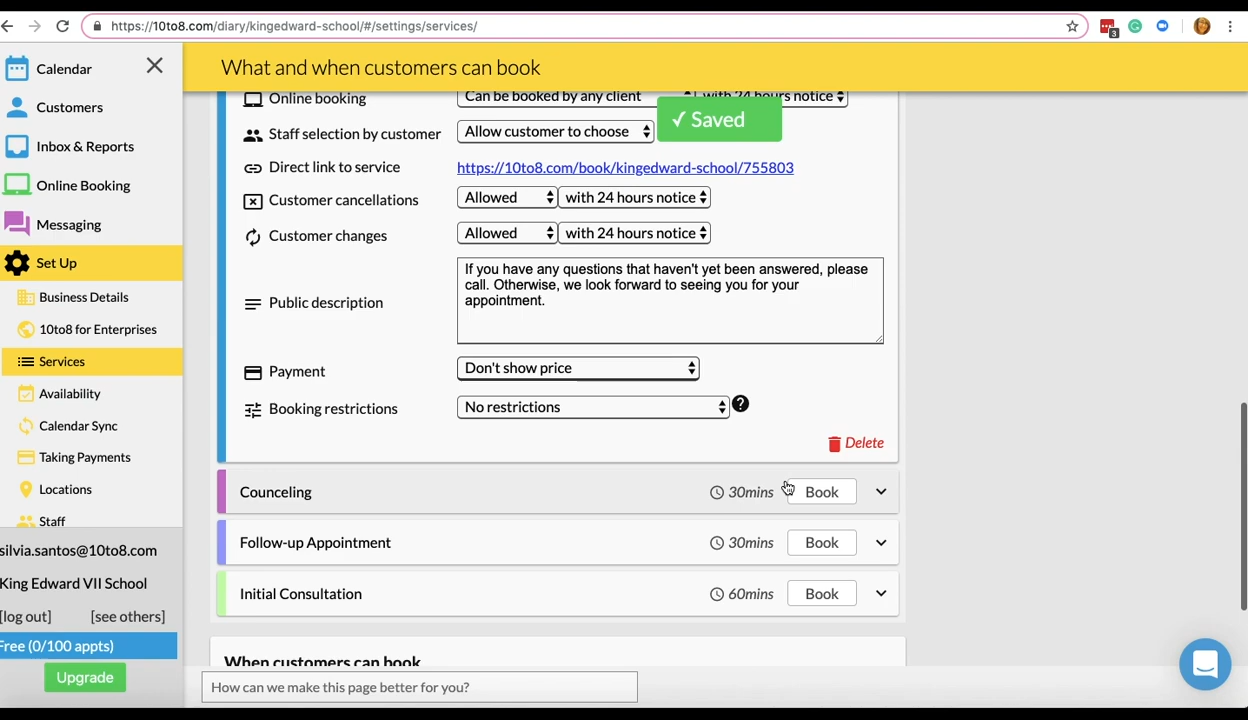 https://10to8.com/diary/kingedward-school/#/settings/services/
3
Calendar
Customers
Inbox & Reports
Online Booking
Messaging
Set Up
Business Details
10to8 for Enterprises
Services
Availability
Calendar Sync
Taking Payments
Locations
Staff
silvia.santos@10to8.com
King Edward VII School
[log out] [see others]
Free (0/100 appts)
Upgrade
What and when customers can book
Online booking Can be booked by any client with 24 hours notice
✓ Saved
Staff selection by customer Allow customer to choose
Direct link to service https://10to8.com/book/kingedward-school/755803
Customer cancellations Allowed with 24 hours notice
Customer changes Allowed with 24 hours notice
Public description
If you have any questions that haven't yet been answered, please
call. Otherwise, we look forward to seeing you for your
appointment.
Payment Don't show price
Booking restrictions No restrictions ?
Delete
Counceling 30mins Book
Follow-up Appointment 30mins Book
Initial Consultation 60mins Book
When customers can book
How can we make this page better for you?